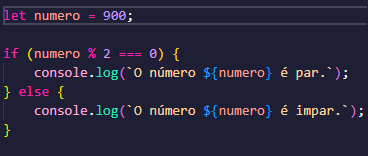 let numero = 900;
if (numero % 2 === 0) {
console.log(`O número ${numero} é par.`);
} else {
console.log(`O número ${numero} é impar.`);
}